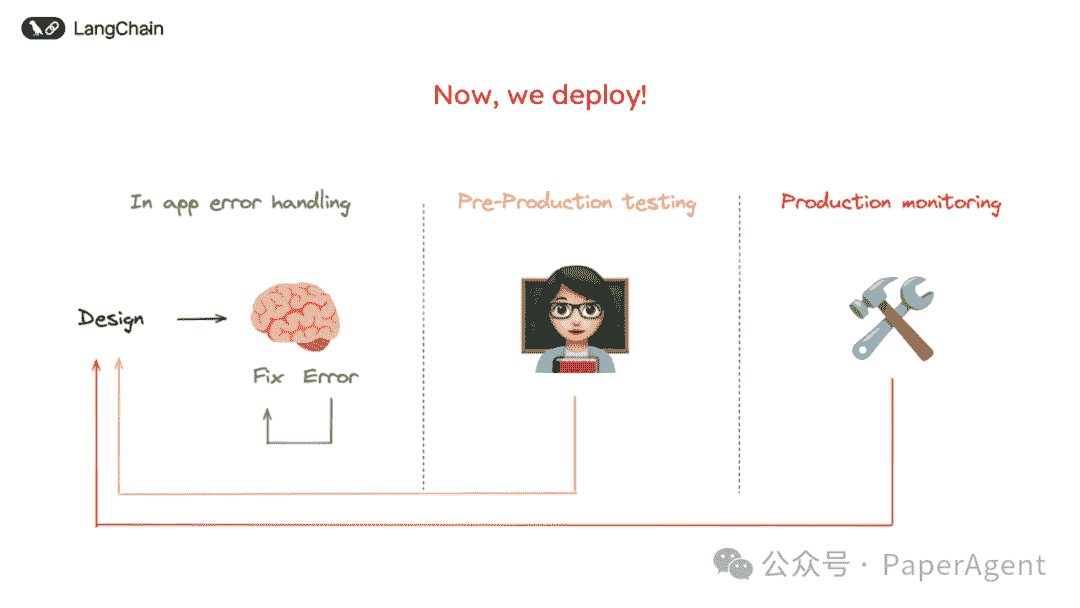 LangChain
Now, we deploy!
In app error handling
Pre-Production testing
Production monitoring
Design
Fix Error
公众号 · PaperAgent